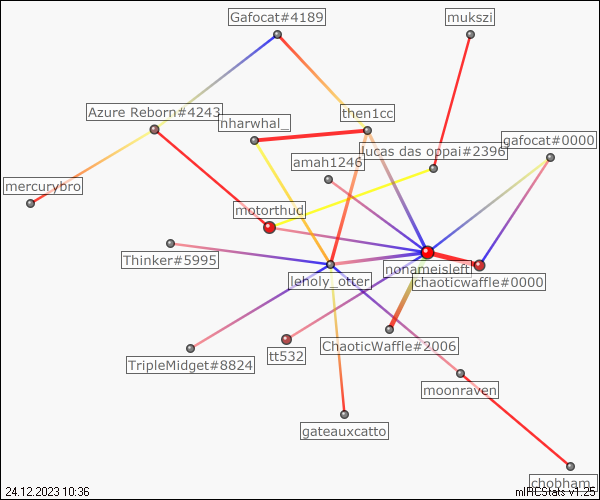 Gafocat#4189
mukszi
Azure Reborn#4243
then1cc
nharwhal_
gafocat#0000
lucas das oppai#2396
amah1246
mercurybro
motorthud
Thinker#5995
nonameisleft
leholy_otter
chaoticwaffle#0000
ChaoticWaffle#2006
tt532
TripleMidget#8824
moonraven
gateauxcatto
chobham_
24.12.2023 10:36
mIRCStats v1.25